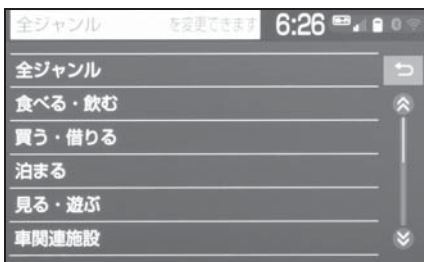 全ジャンル を変更できます 6:26
全ジャンル
食べる・飲む
買う・借りる
泊まる
見る・遊ぶ
車関連施設